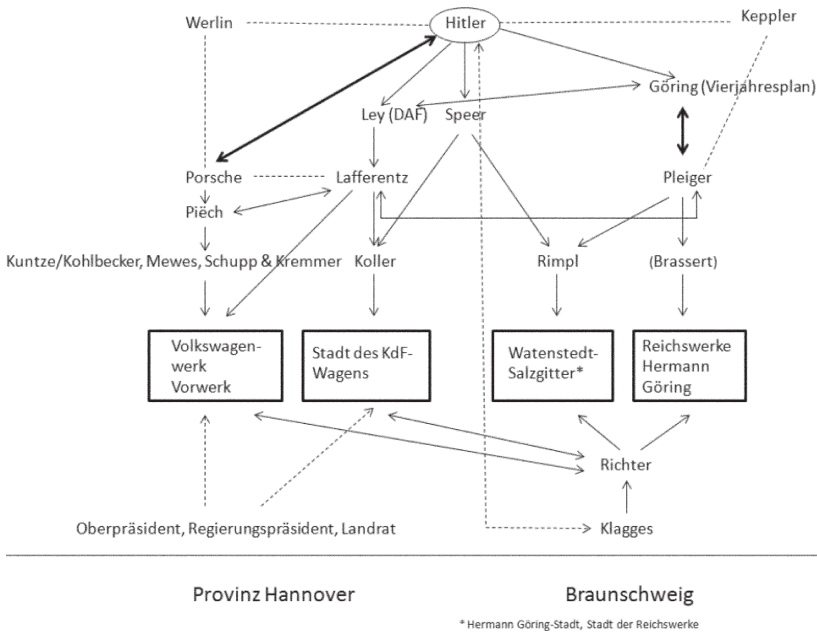 Werlin
Hitler
Keppler
Göring (Vierjahresplan)
Ley (DAF)
Speer
Porsche
Lafferentz
Pleiger
Piëch
Kuntze/Kohlbecker, Mewes, Schupp & Kremmer
Koller
Rimpl
(Brassert)
Volkswagen-
werk
Vorwerk
Stadt des KdF-
Wagens
Watenstedt-
Salzgitter*
Reichswerke
Hermann
Göring
Richter
Oberpräsident, Regierungspräsident, Landrat
Klagges
Provinz Hannover
Braunschweig
* Hermann Göring-Stadt, Stadt der Reichswerke